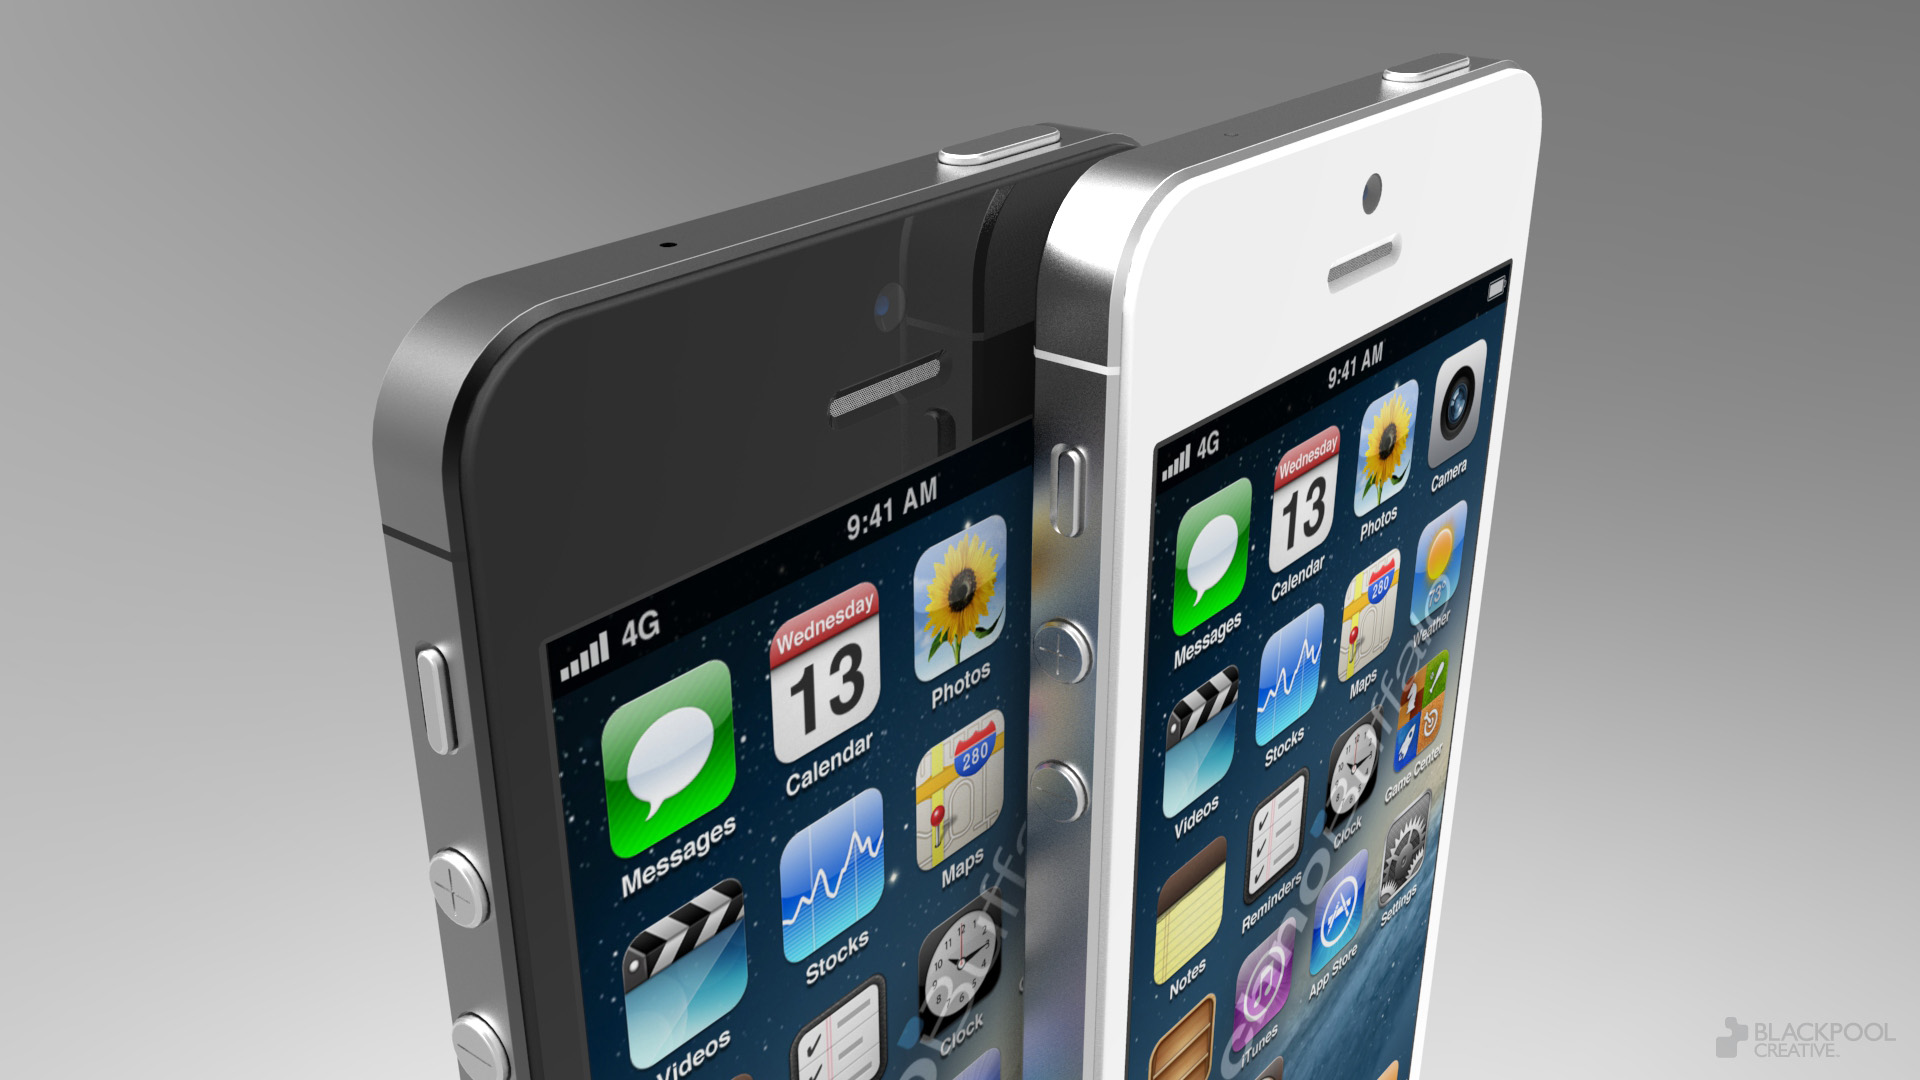 4G 9:41 AM
Wednesday
13
Messages Calendar Photos
280
Videos Stocks Maps
Clock
4G 9:41 AM
Wednesday
13
Messages Calendar Photos Camera
280
73°
Videos Stocks Maps Weather
Notes Reminders Clock Game Center
iTunes App Store Settings
BLACKPOOL
CREATIVE.